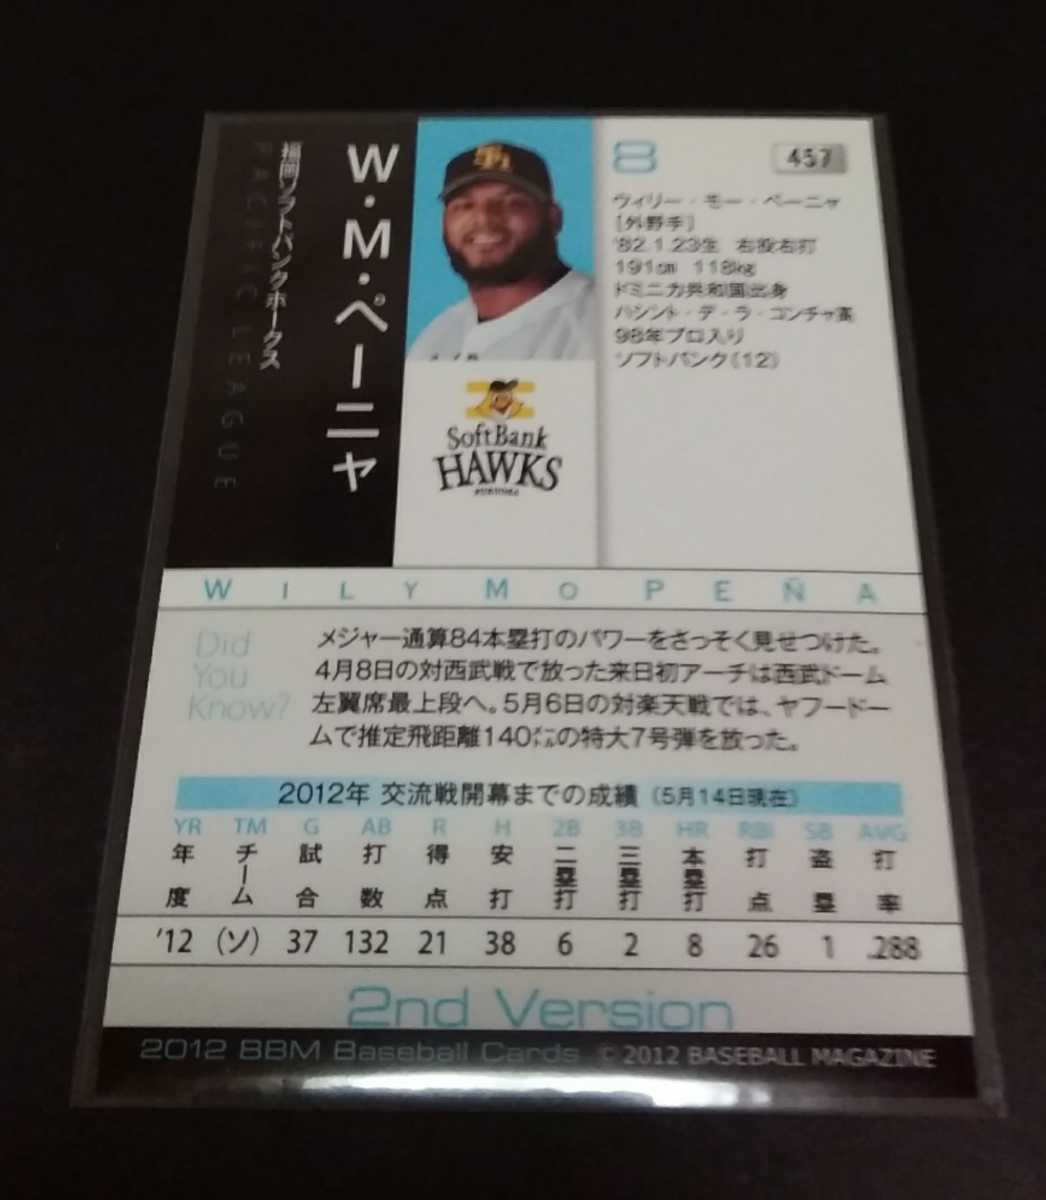 福岡ソフトバンクホークス
PACIFIC LEAGUE
W・M・ペーニャ
8
457
ウィリー・モー・ペーニャ
[外野手]
'82.1.23生 右投右打
191cm 118kg
ドミニカ共和国出身
ハシント・デ・ラ・コンチャ高
98年プロ入り
ソフトバンク(12)
SoftBank
HAWKS
FUKUOKA
WILY MO PEÑA
Did
You
Know?
メジャー通算84本塁打のパワーをさっそく見せつけた。
4月8日の対西武戦で放った来日初アーチは西武ドーム
左翼席最上段へ。5月6日の対楽天戦では、ヤフードー
ムで推定飛距離140㍍の特大7号弾を放った。
2012年 交流戦開幕までの成績 (5月14日現在)
YR TM G AB R H 2B 3B HR RBI SB AVG
年度 チーム 試合 打数 得点 安打 二塁打 三塁打 本塁打 打点 盗塁 打率
'12 (ソ) 37 132 21 38 6 2 8 26 1 .288
2nd Version
2012 BBM Baseball Cards © 2012 BASEBALL MAGAZINE